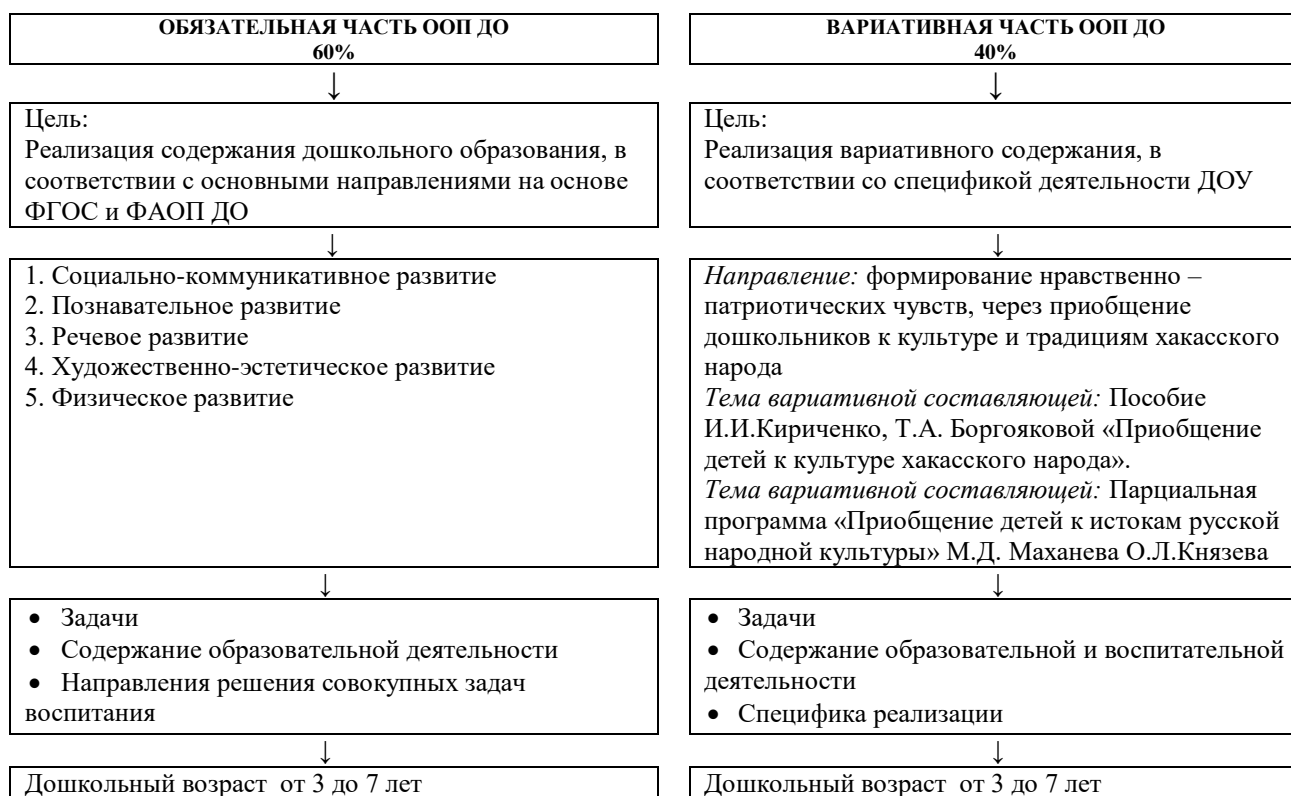 ОБЯЗАТЕЛЬНАЯ ЧАСТЬ ООП ДО
60%
↓
Цель:
Реализация содержания дошкольного образования, в
соответствии с основными направлениями на основе
ФГОС и ФАОП ДО
↓
1. Социально-коммуникативное развитие
2. Познавательное развитие
3. Речевое развитие
4. Художественно-эстетическое развитие
5. Физическое развитие
↓
• Задачи
• Содержание образовательной деятельности
• Направления решения совокупных задач
воспитания
↓
Дошкольный возраст от 3 до 7 лет
ВАРИАТИВНАЯ ЧАСТЬ ООП ДО
40%
↓
Цель:
Реализация вариативного содержания, в
соответствии со спецификой деятельности ДОУ
↓
Направление: формирование нравственно –
патриотических чувств, через приобщение
дошкольников к культуре и традициям хакасского
народа
Тема вариативной составляющей: Пособие
И.И.Кириченко, Т.А. Боргояковой «Приобщение
детей к культуре хакасского народа».
Тема вариативной составляющей: Парциальная
программа «Приобщение детей к истокам русской
народной культуры» М.Д. Маханева О.Л.Князева
↓
• Задачи
• Содержание образовательной и воспитательной
деятельности
• Специфика реализации
↓
Дошкольный возраст от 3 до 7 лет